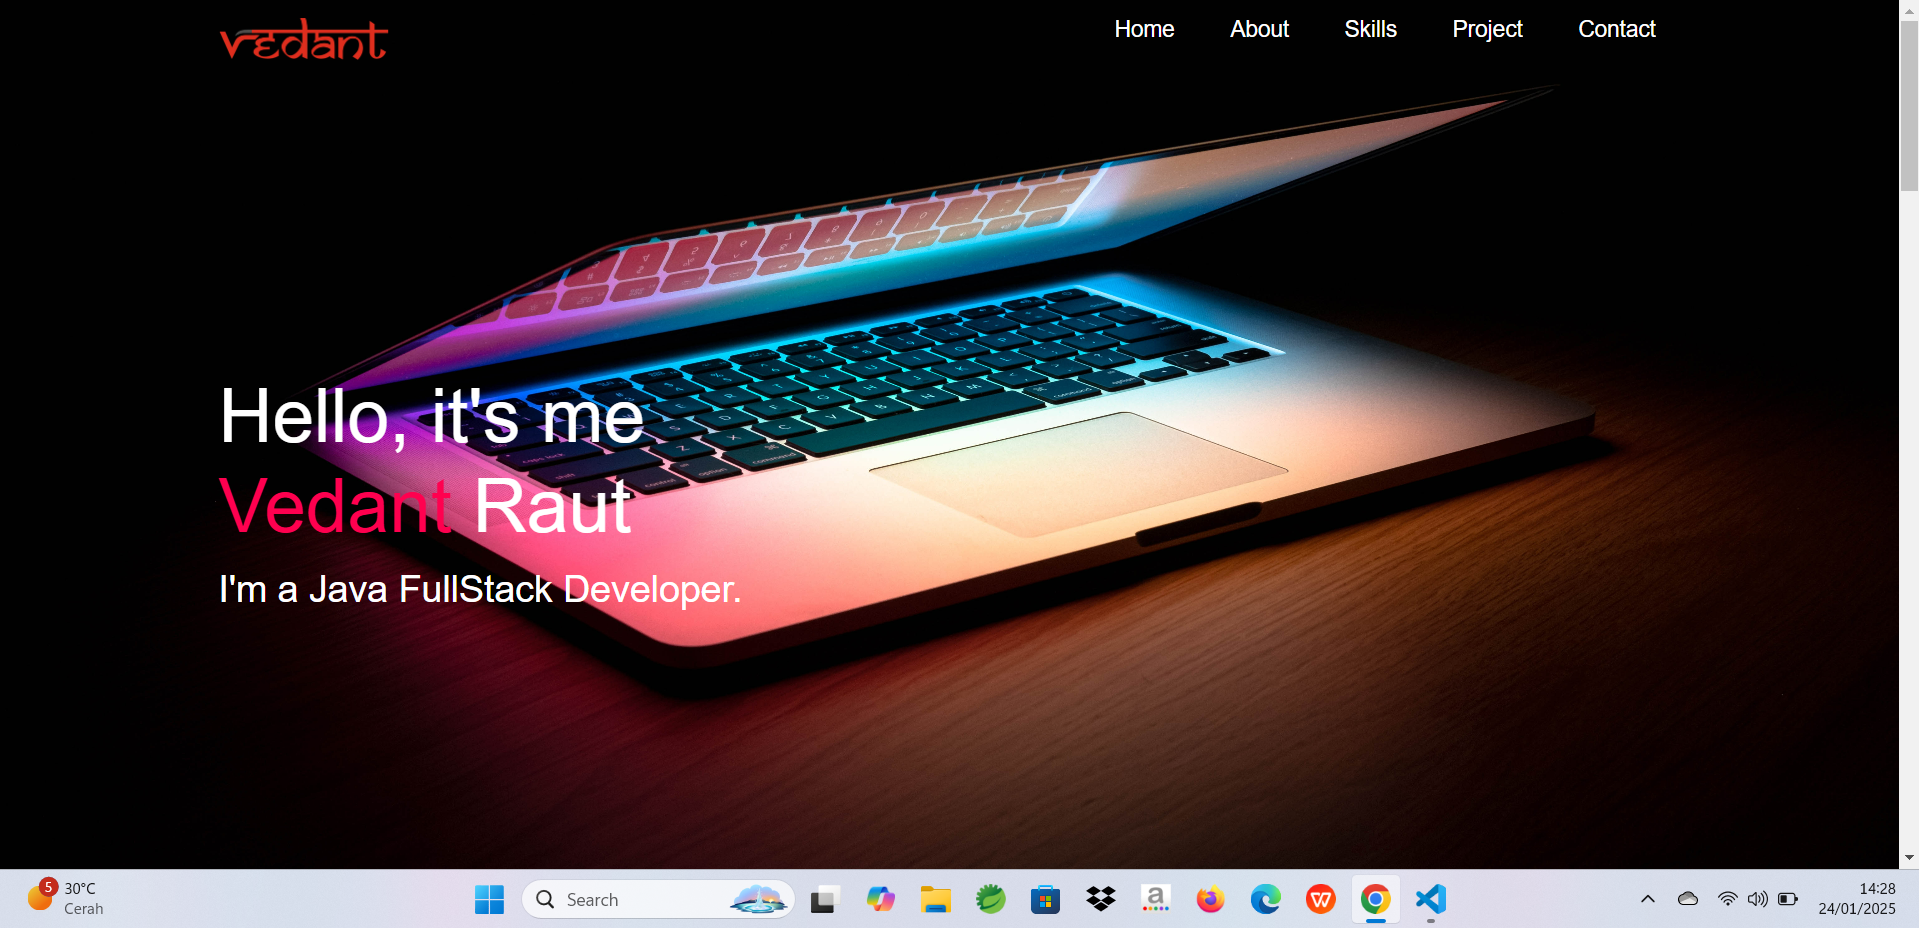 vedant
Home About Skills Project Contact
Hello, it's me
Vedant Raut
I'm a Java FullStack Developer.
5
30°C
Cerah
Search
14:28
24/01/2025